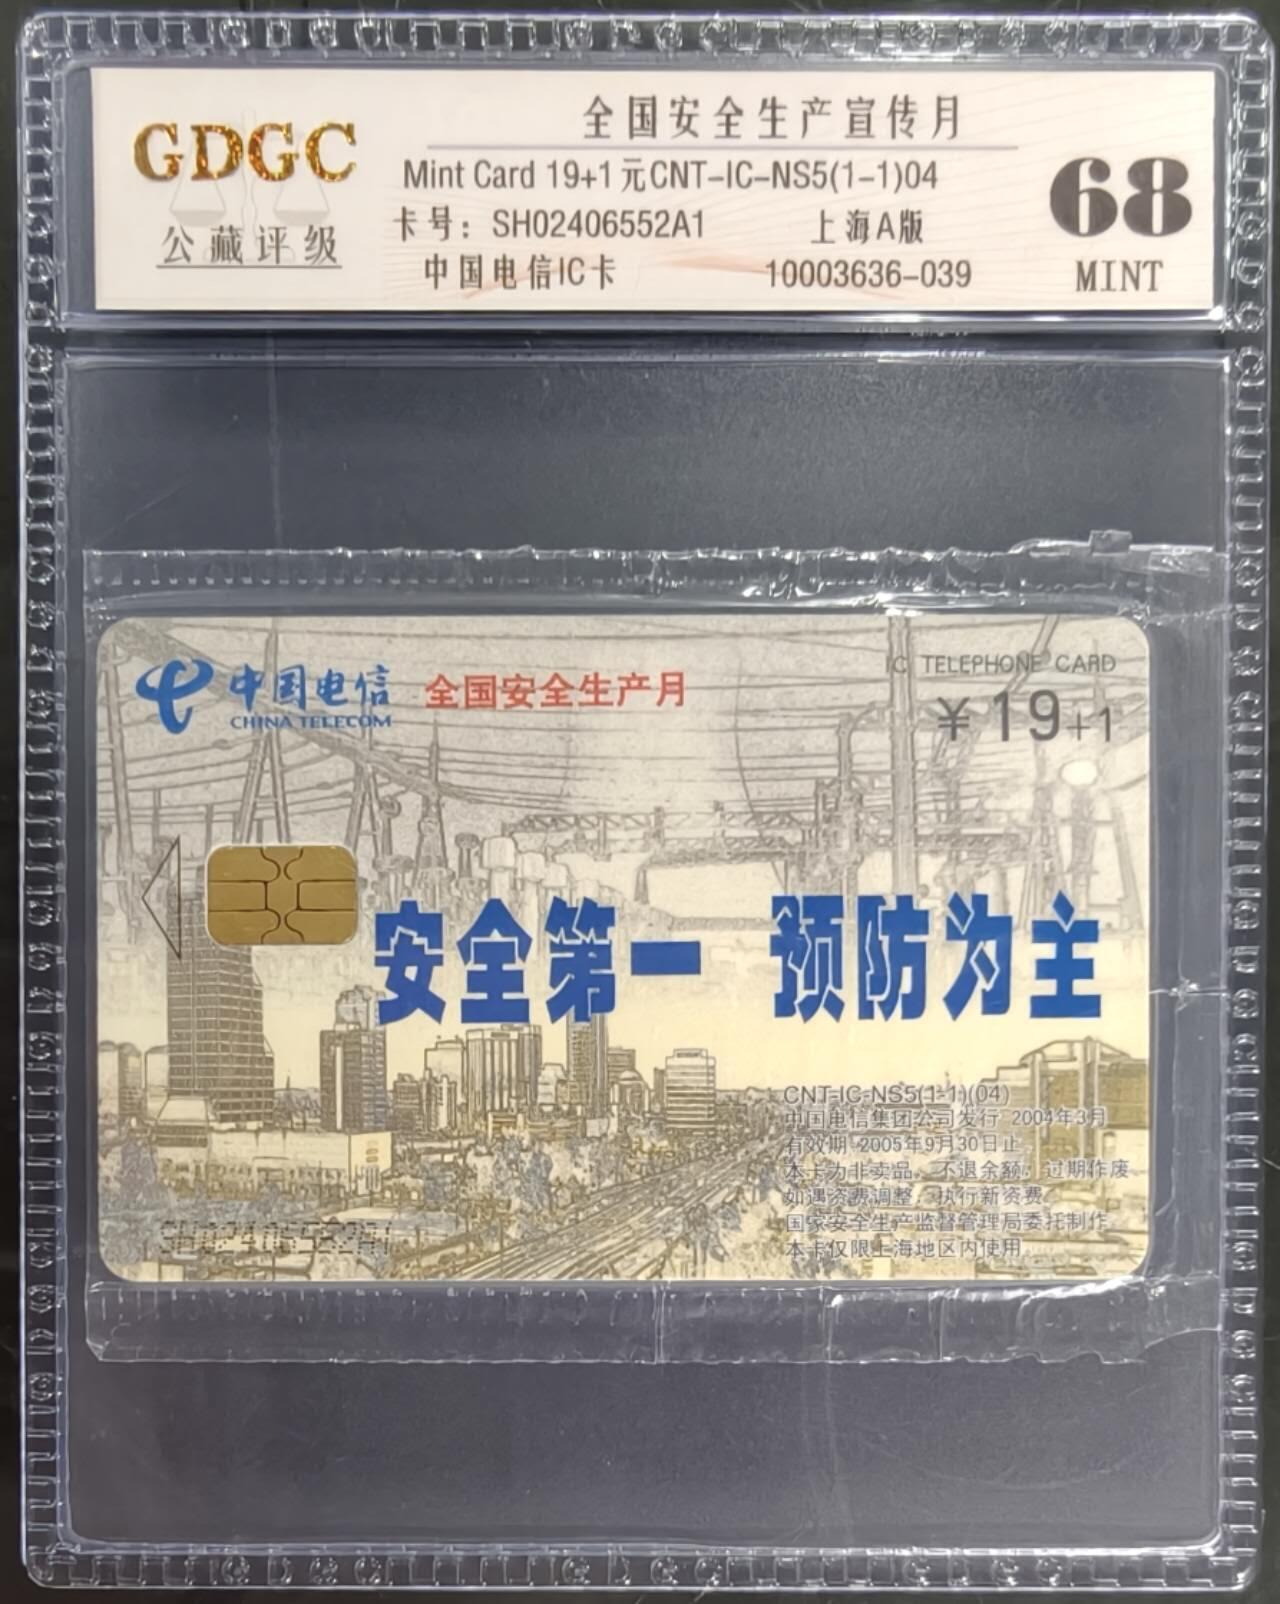 GDGC
公藏评级
全国安全生产宣传月
Mint Card 19+1元CNT-IC-NS5(1-1)04
卡号：SH02406552A1 上海A版
中国电信IC卡 10003636-039
68
MINT
中国电信
CHINA TELECOM
全国安全生产月
IC TELEPHONE CARD
¥19+1
安全第一 预防为主
CNT-IC-NS5(1-1)(04)
中国电信集团公司发行 2004年3月
有效期 2005年9月30日止
本卡为非卖品，不退余额，过期作废
如遇资费调整，执行新资费。
国家安全生产监督管理局委托制作
本卡仅限上海地区内使用
SH02406552A1